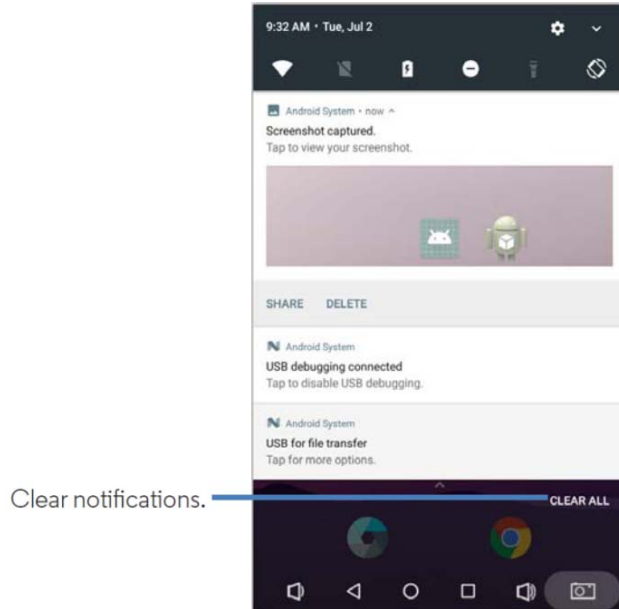 9:32 AM • Tue, Jul 2
Android System • now
Screenshot captured.
Tap to view your screenshot.
SHARE DELETE
Android System
USB debugging connected
Tap to disable USB debugging.
Android System
USB for file transfer
Tap for more options.
Clear notifications.
CLEAR ALL